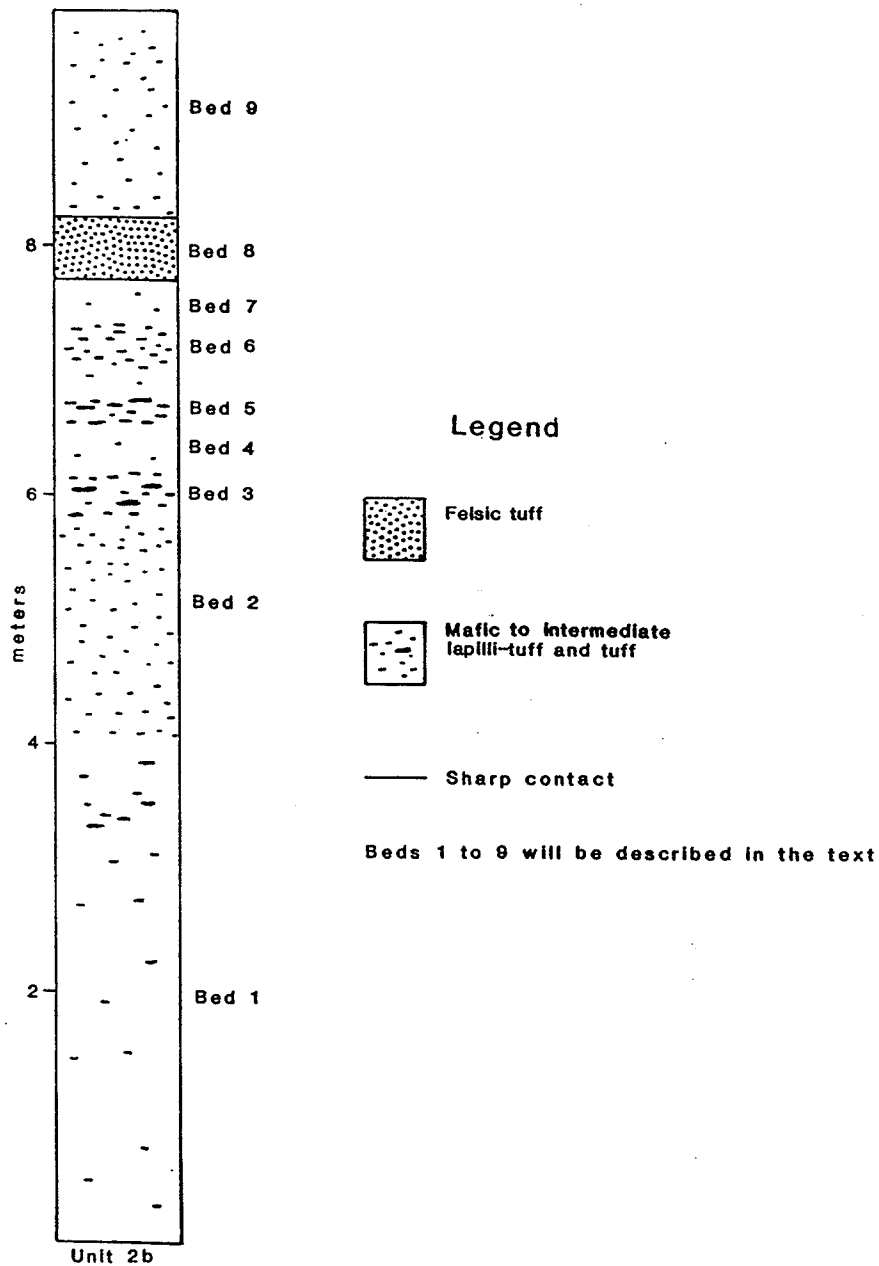 Bed 9
8
Bed 8
Bed 7
Bed 6
Bed 5
Bed 4
6
Bed 3
meters
Bed 2
4
2
Bed 1
Unit 2b
Legend
Felsic tuff
Mafic to intermediate
lapilli-tuff and tuff
Sharp contact
Beds 1 to 9 will be described in the text